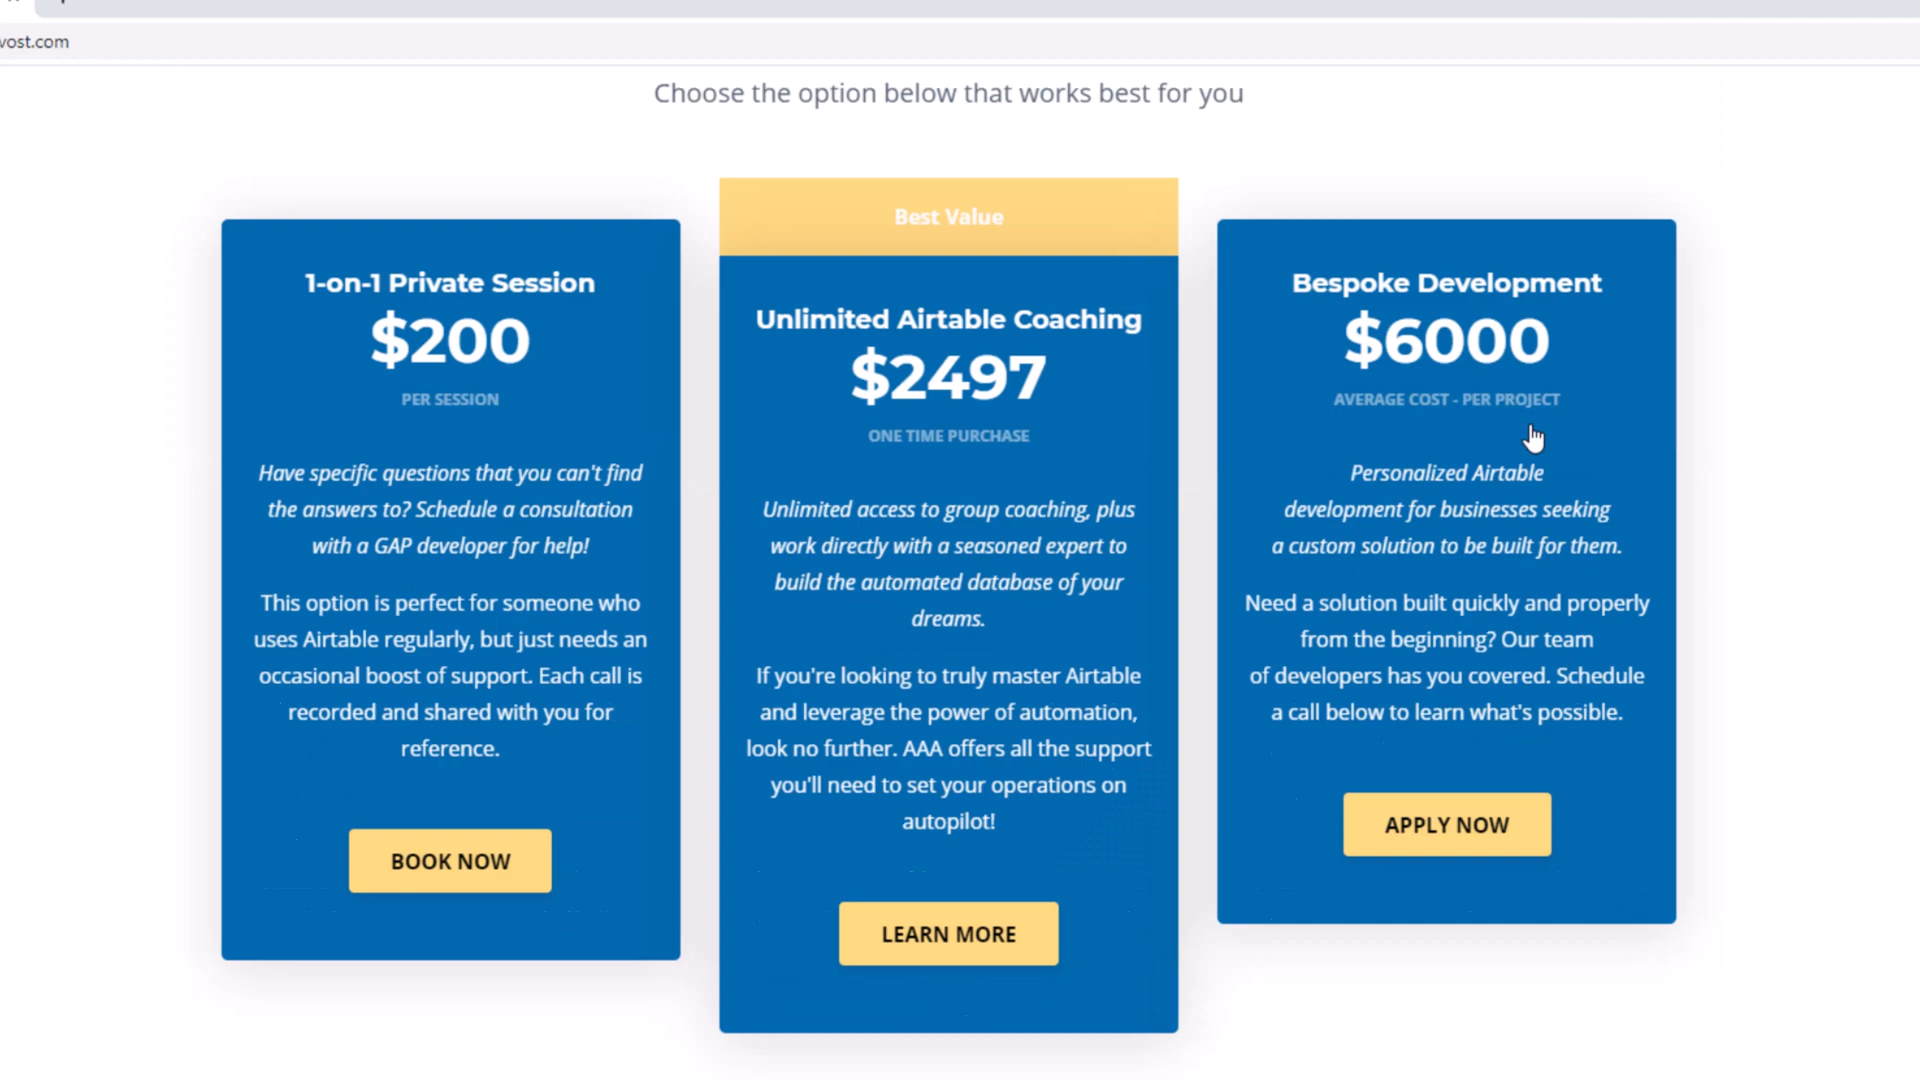 vost.com
Choose the option below that works best for you
1-on-1 Private Session
$200
PER SESSION
Have specific questions that you can't find
the answers to? Schedule a consultation
with a GAP developer for help!
This option is perfect for someone who
uses Airtable regularly, but just needs an
occasional boost of support. Each call is
recorded and shared with you for
reference.
BOOK NOW
Best Value
Unlimited Airtable Coaching
$2497
ONE TIME PURCHASE
Unlimited access to group coaching, plus
work directly with a seasoned expert to
build the automated database of your
dreams.
If you're looking to truly master Airtable
and leverage the power of automation,
look no further. AAA offers all the support
you'll need to set your operations on
autopilot!
LEARN MORE
Bespoke Development
$6000
AVERAGE COST - PER PROJECT
Personalized Airtable
development for businesses seeking
a custom solution to be built for them.
Need a solution built quickly and properly
from the beginning? Our team
of developers has you covered. Schedule
a call below to learn what's possible.
APPLY NOW